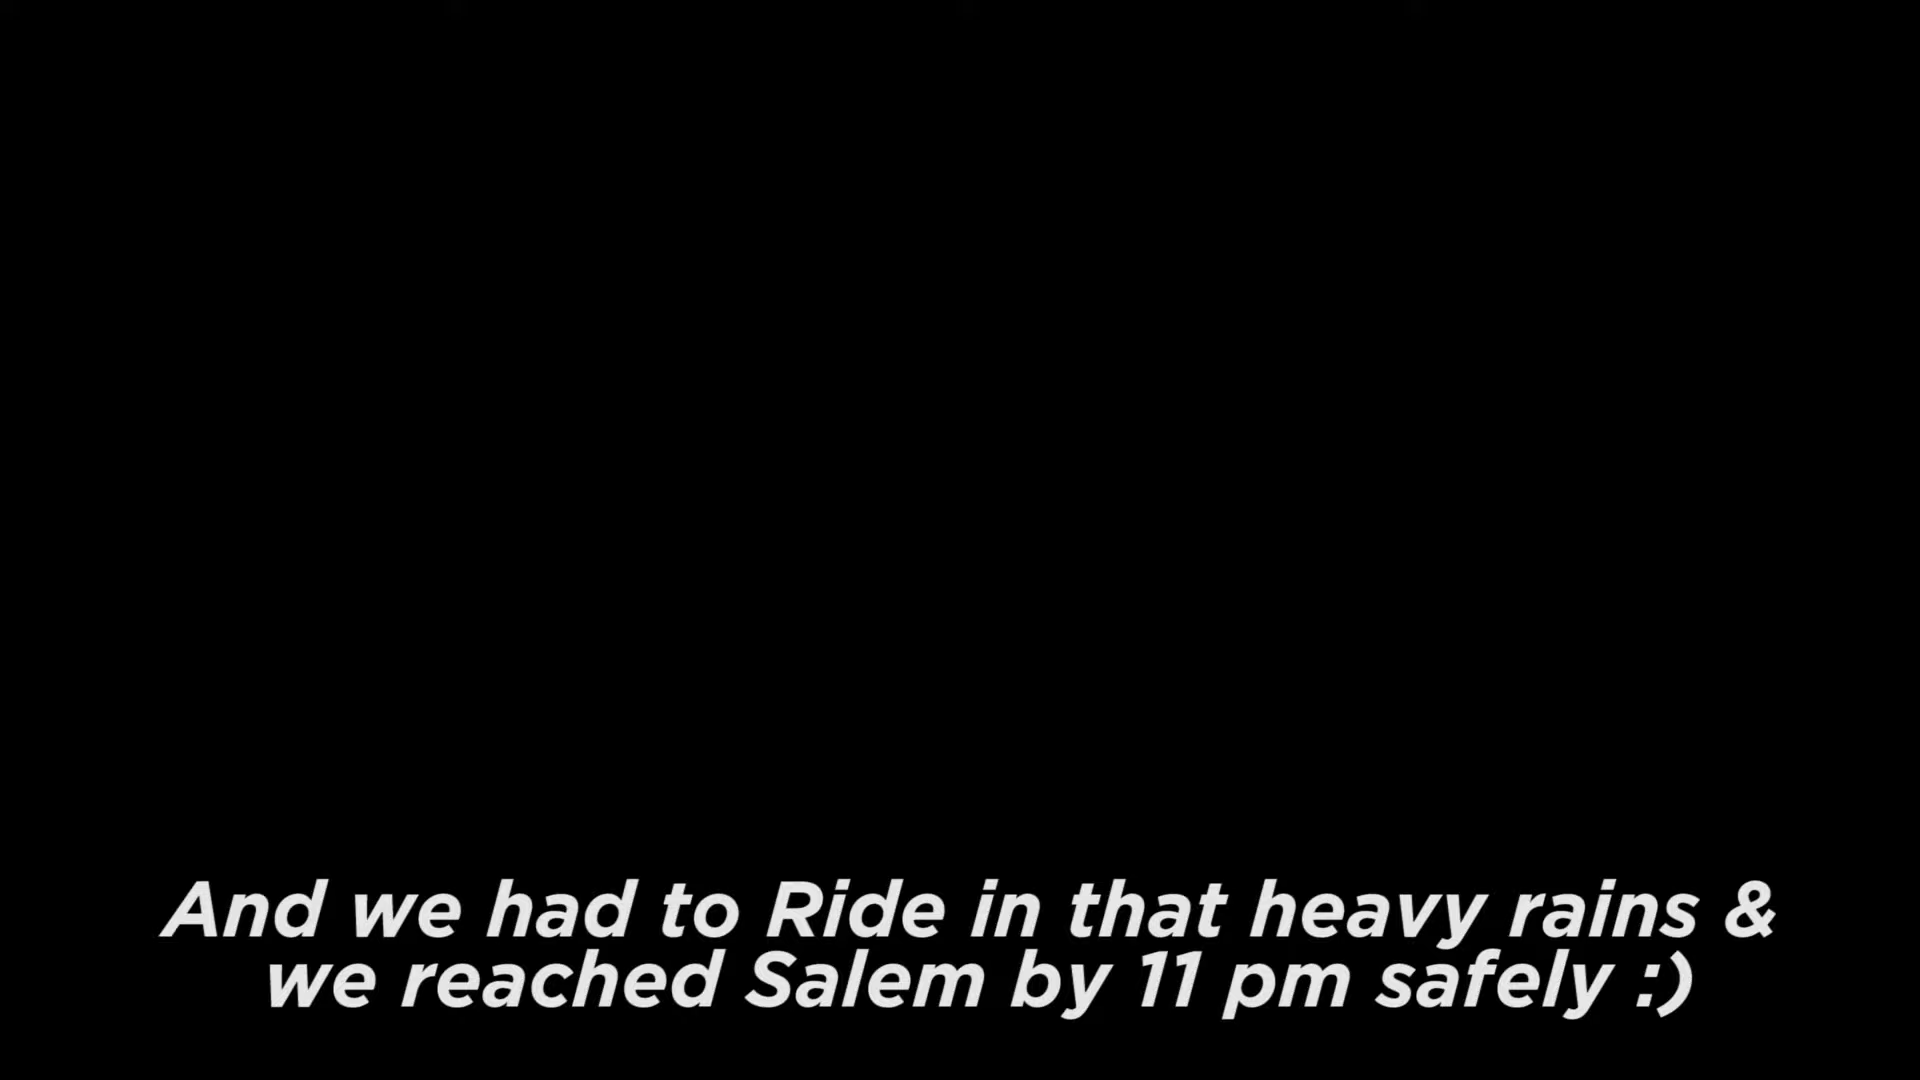 And we had to Ride in that heavy rains &
we reached Salem by 11 pm safely :)